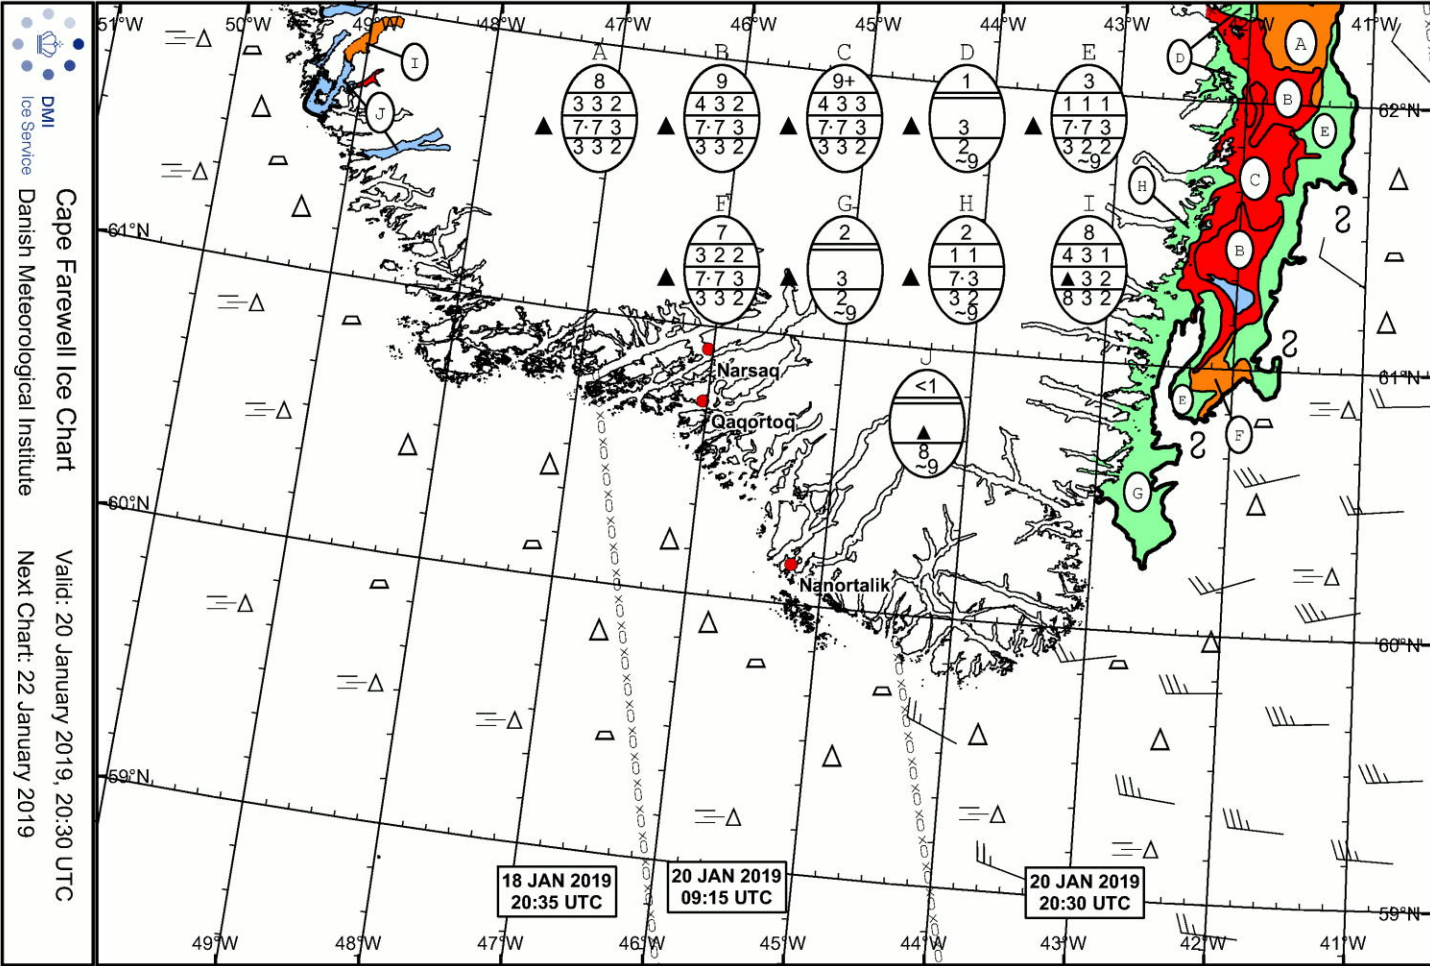 DMI
Ice Service
Cape Farewell Ice Chart
Danish Meteorological Institute
Valid: 20 January 2019, 20:30 UTC
Next Chart: 22 January 2019
51°W
50°W
49°W
48°W
47°W
46°W
45°W
44°W
43°W
42°W
41°W
A
8
3 3 2
7·7 3
3 3 2
B
9
4 3 2
7·7 3
3 3 2
C
9+
4 3 3
7·7 3
3 3 2
D
1
3
2
~9
E
3
1 1 1
7·7 3
3 2 2
~9
F
7
3 2 2
7·7 3
3 3 2
G
2
3
2
~9
H
2
1 1
7·3
3 2
~9
I
8
4 3 1
▲ 3 2
8 3 2
J
<1
▲
8
~9
I
J
D
A
B
E
C
H
B
E
F
G
62°N
61°N
61°N
60°N
60°N
59°N
59°N
Narsaq
Qaqortoq
Nanortalik
18 JAN 2019
20:35 UTC
20 JAN 2019
09:15 UTC
20 JAN 2019
20:30 UTC
49°W
48°W
47°W
46°W
45°W
44°W
43°W
42°W
41°W